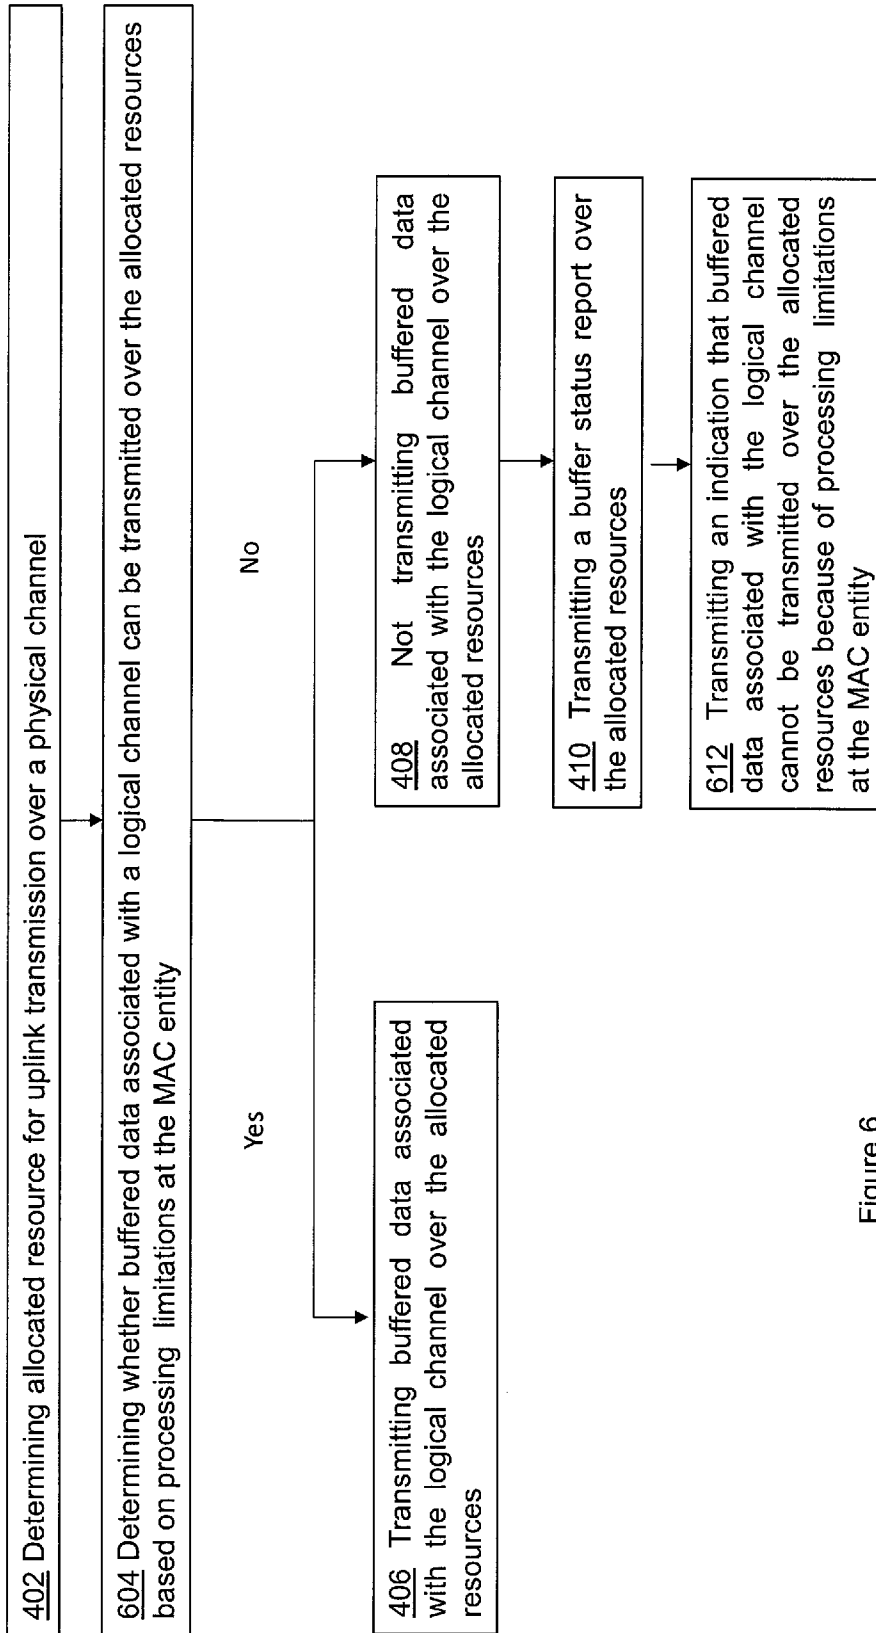 402 Determining allocated resource for uplink transmission over a physical channel
604 Determining whether buffered data associated with a logical channel can be transmitted over the allocated resources
based on processing limitations at the MAC entity
Yes
No
406 Transmitting buffered data associated
with the logical channel over the allocated
resources
408 Not transmitting buffered data
associated with the logical channel over the
allocated resources
410 Transmitting a buffer status report over
the allocated resources
612 Transmitting an indication that buffered
data associated with the logical channel
cannot be transmitted over the allocated
resources because of processing limitations
at the MAC entity
Figure 6